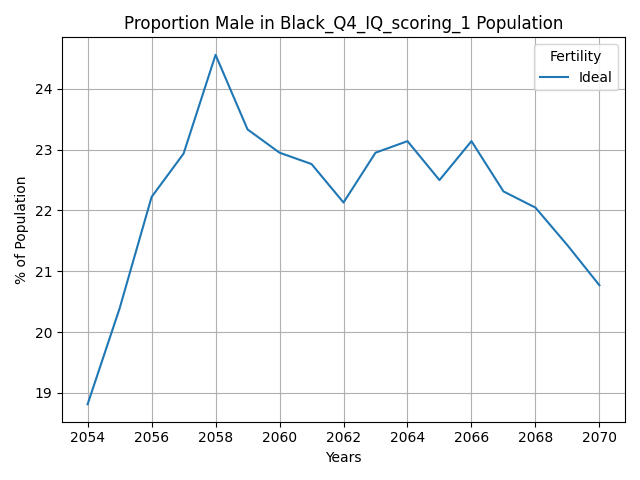 Proportion Male in Black_Q4_IQ_scoring_1 Population
Fertility
Ideal
24
23
22
21
20
19
% of Population
2054 2056 2058 2060 2062 2064 2066 2068 2070
Years